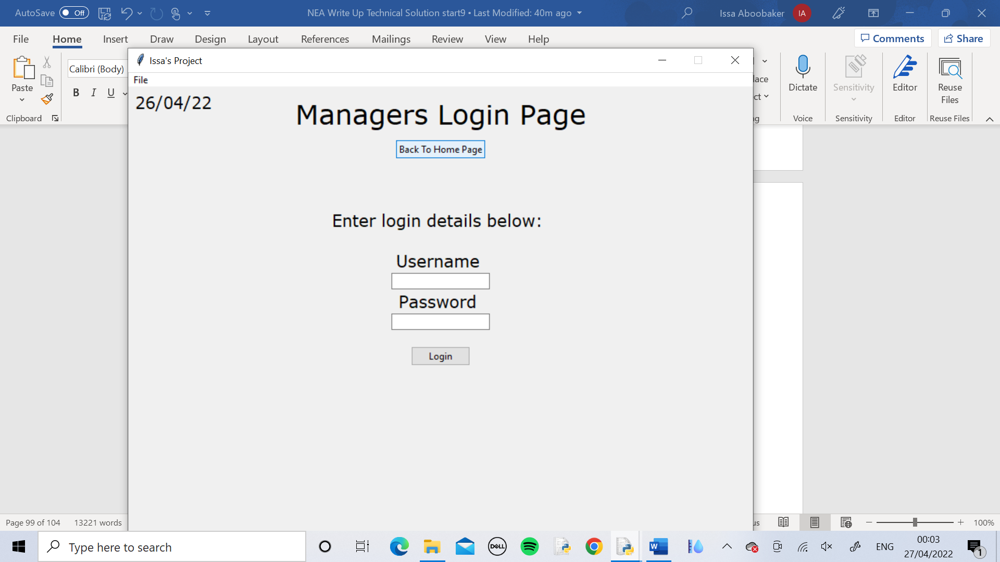 AutoSave Off
NEA Write Up Technical Solution start9 • Last Modified: 40m ago
Issa Aboobaker IA
File Home Insert Draw Design Layout References Mailings Review View Help
Comments Share
Paste
Calibri (Body)
B I U
Clipboard
Dictate
Sensitivity
Editor
Reuse
Files
Voice
Sensitivity
Editor
Reuse Files
Issa's Project
File
26/04/22
Managers Login Page
Back To Home Page
Enter login details below:
Username
Password
Login
Page 99 of 104 13221 words
100%
Type here to search
DELL
W
ENG
00:03
27/04/2022
1